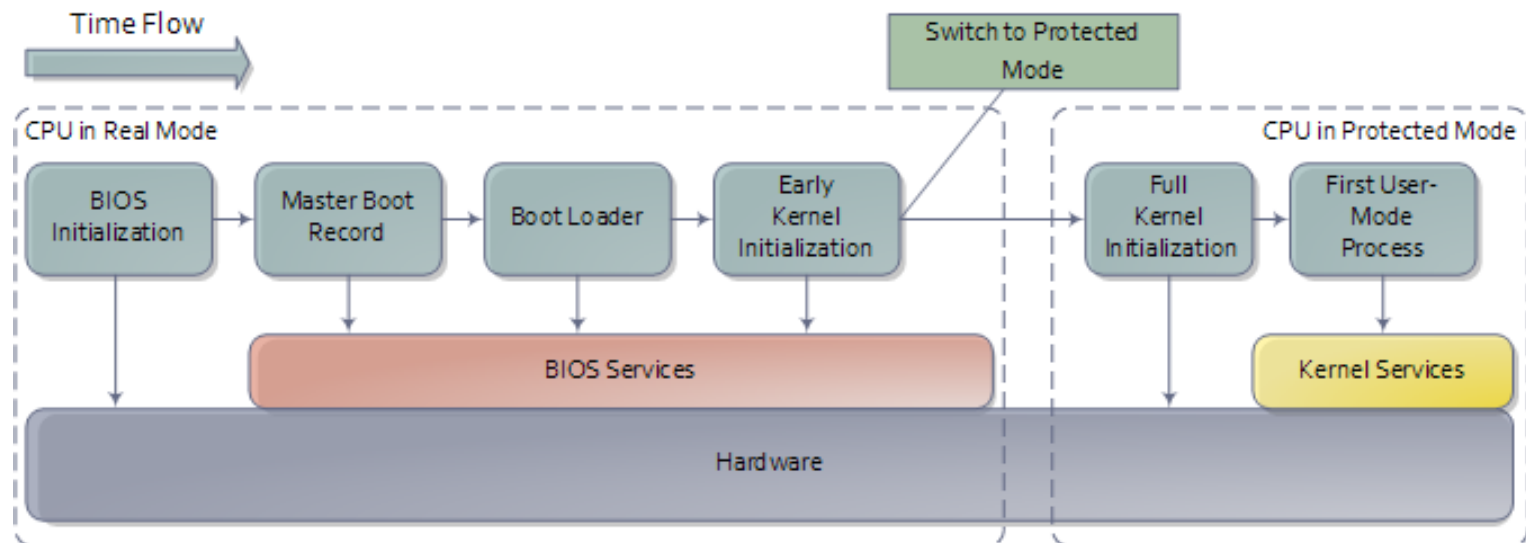 Time Flow
Switch to Protected
Mode
CPU in Real Mode
CPU in Protected Mode
BIOS
Initialization
Master Boot
Record
Boot Loader
Early
Kernel
Initialization
Full
Kernel
Initialization
First User-
Mode
Process
BIOS Services
Kernel Services
Hardware